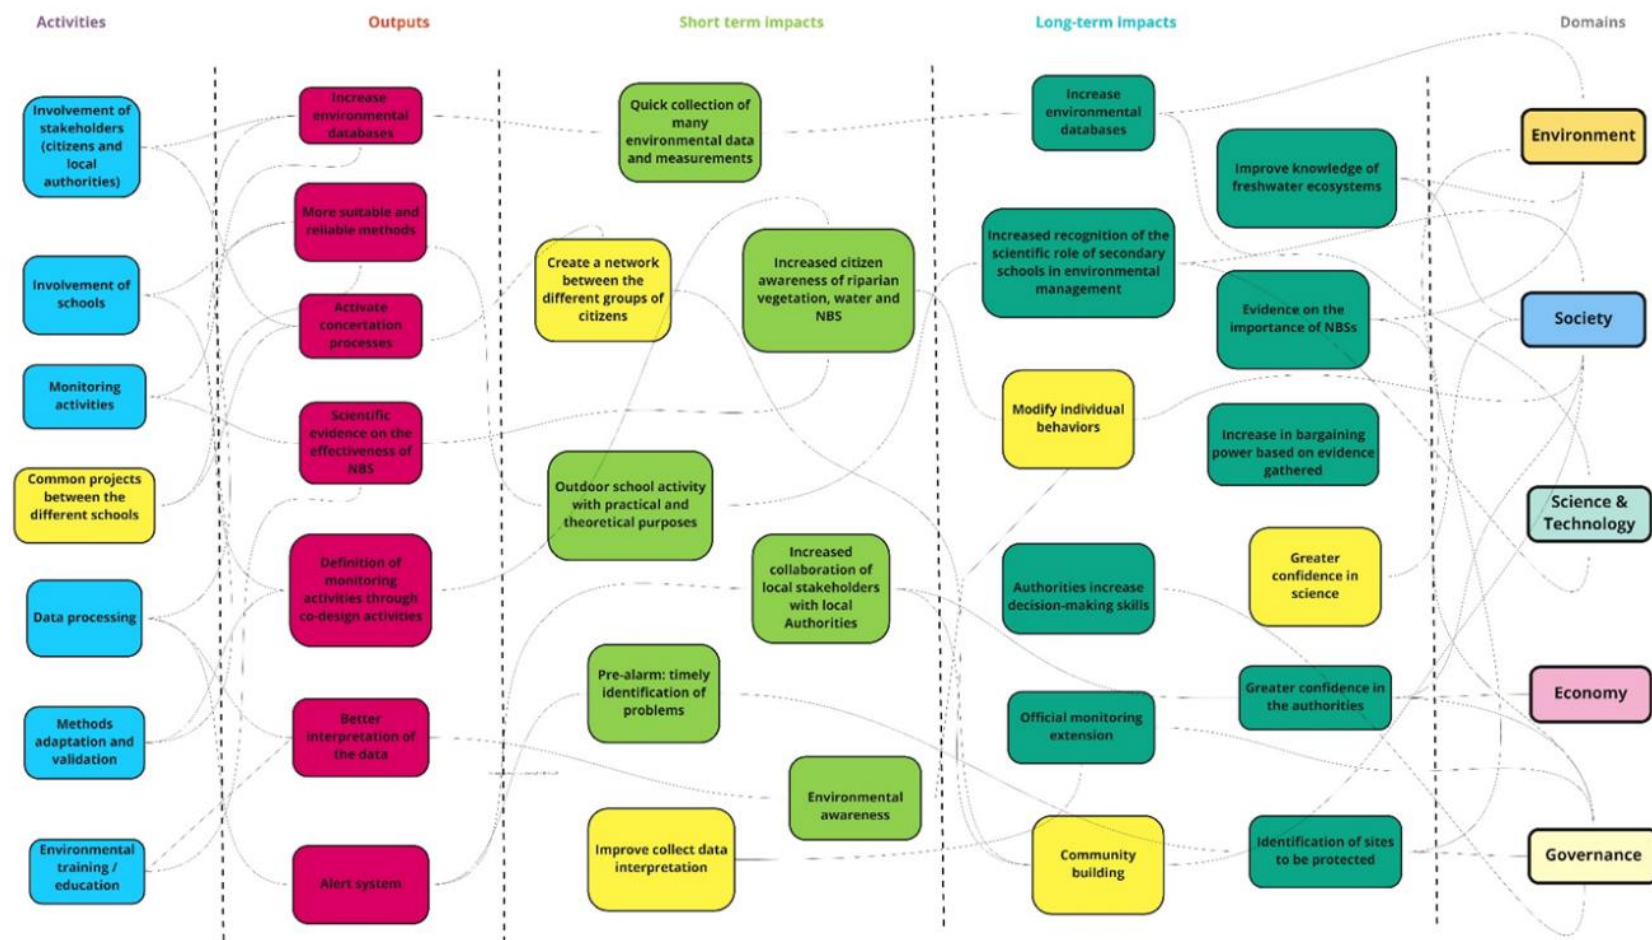 Activities
Outputs
Short term impacts
Long-term impacts
Domains
Involvement of
stakeholders
(citizens and
local
authorities)
Involvement of
schools
Monitoring
activities
Common projects
between the
different schools
Data processing
Methods
adaptation and
validation
Environmental
training /
education
Increase
environmental
databases
More suitable and
reliable methods
Activate
concertation
processes
Scientific
evidence on the
effectiveness of
NBS
Definition of
monitoring
activities through
co-design activities
Better
interpretation of
the data
Alert system
Quick collection of
many
environmental data
and measurements
Create a network
between the
different groups of
citizens
Increased citizen
awareness of riparian
vegetation, water and
NBS
Outdoor school activity
with practical and
theoretical purposes
Increased
collaboration of
local stakeholders
with local
Authorities
Pre-alarm: timely
identification of
problems
Environmental
awareness
Improve collect data
interpretation
Increase
environmental
databases
Improve knowledge of
freshwater ecosystems
Increased recognition of the
scientific role of secondary
schools in environmental
management
Evidence on the
importance of NBSs
Modify individual
behaviors
Increase in bargaining
power based on evidence
gathered
Authorities increase
decision-making skills
Greater
confidence in
science
Official monitoring
extension
Greater confidence in
the authorities
Community
building
Identification of sites
to be protected
Environment
Society
Science &
Technology
Economy
Governance